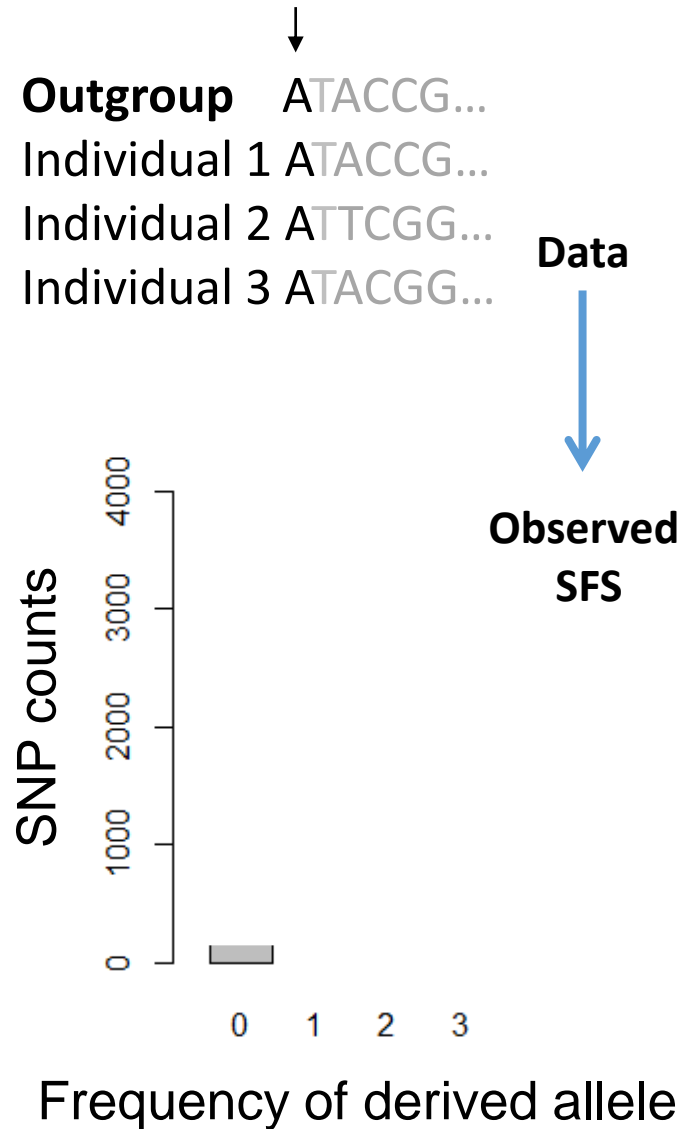 Outgroup ATACCG...
Individual 1 ATACCG...
Individual 2 ATTCGG...
Individual 3 ATACGG...
Data
Observed
SFS
SNP counts
4000
3000
2000
1000
0
0 1 2 3
Frequency of derived allele